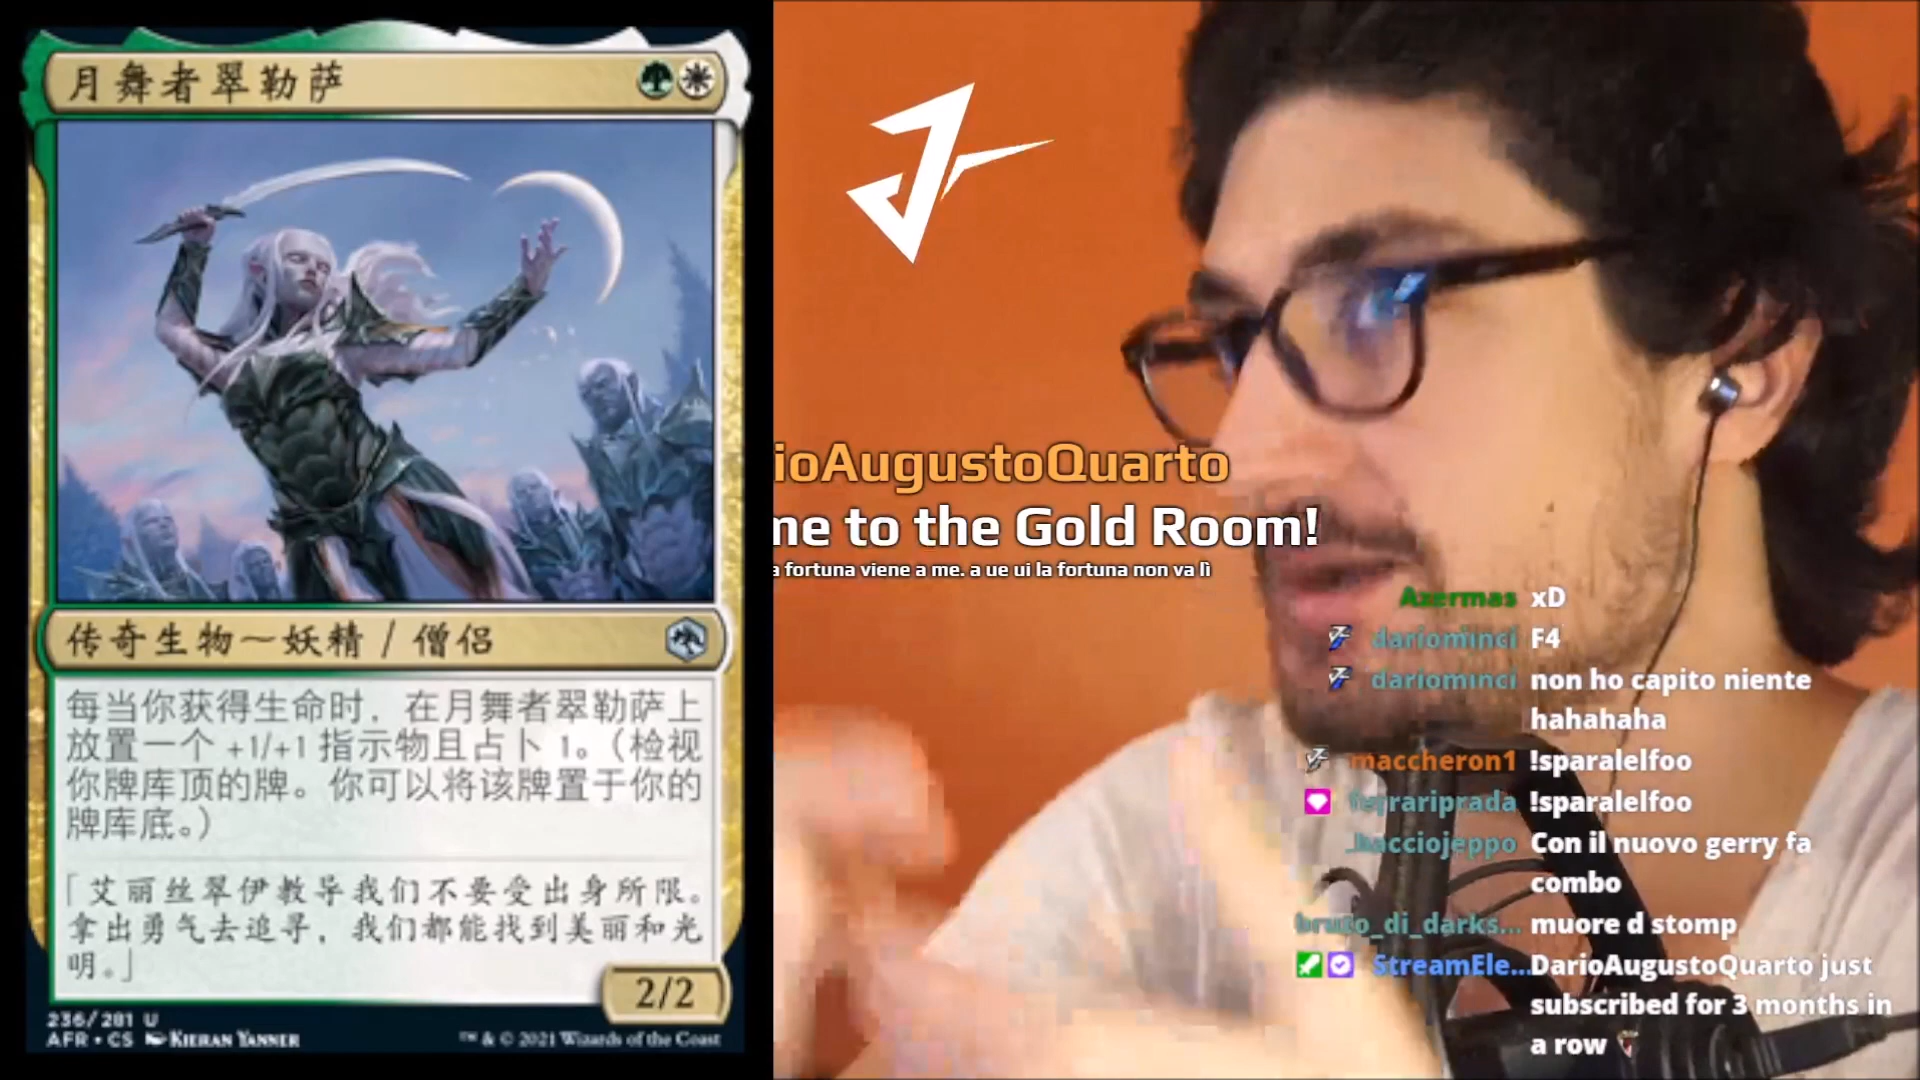 月舞者翠勒萨
传奇生物～妖精 / 僧侣
每当你获得生命时，在月舞者翠勒萨上
放置一个 +1/+1 指示物且占卜 1。（检视
你牌库顶的牌。你可以将该牌置于你的
牌库底。）
「艾丽丝翠伊教导我们不要受出身所限。
拿出勇气去追寻，我们都能找到美丽和光
明。」
2/2
236/281 U
AFR • CS KIERAN YANNER
™ & © 2021 Wizards of the Coast
ioAugustoQuarto
me to the Gold Room!
a fortuna viene a me. a ue ui la fortuna non va lì
Azermas xD
dariominci F4
dariominci non ho capito niente
hahahaha
maccheron1 !sparalelfoo
ferrariprada !sparalelfoo
_bacciojeppo Con il nuovo gerry fa
combo
bruto_di_darks... muore d stomp
StreamEle... DarioAugustoQuarto just
subscribed for 3 months in
a row